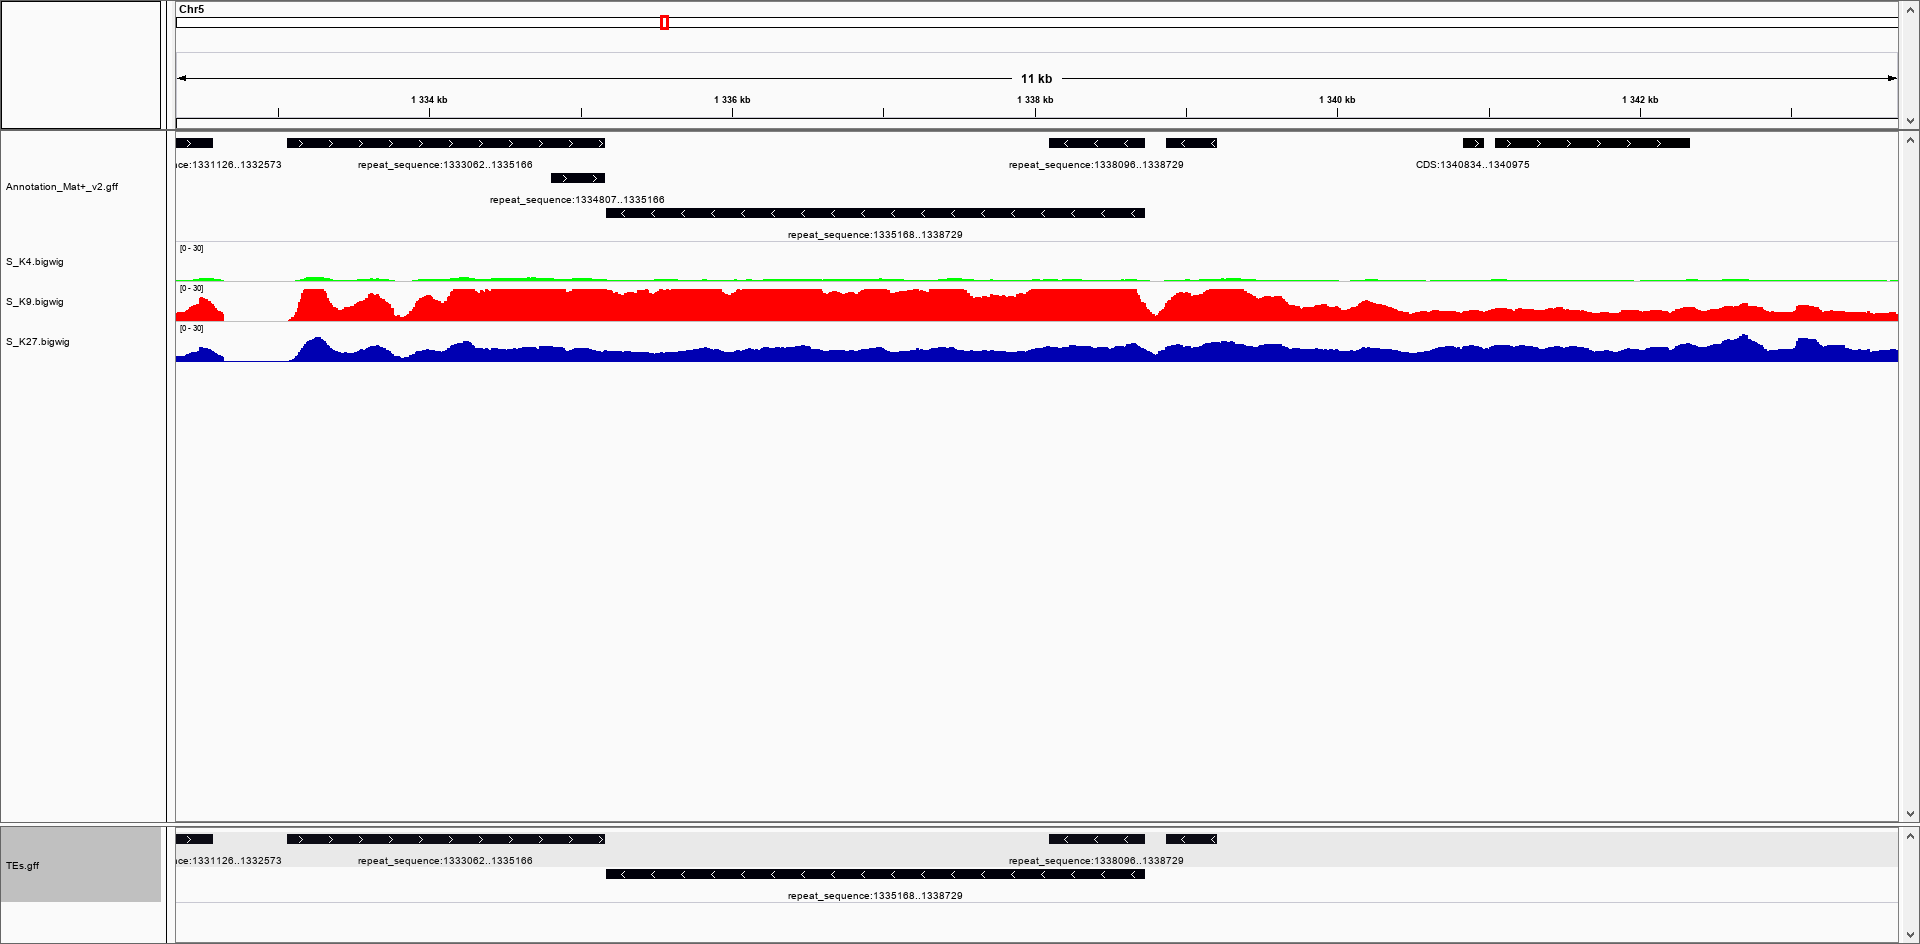 Chr5
11 kb
1 334 kb
1 336 kb
1 338 kb
1 340 kb
1 342 kb
Annotation_Mat+_v2.gff
ce:1331126..1332573
repeat_sequence:1333062..1335166
repeat_sequence:1338096..1338729
CDS:1340834..1340975
repeat_sequence:1334807..1335166
repeat_sequence:1335168..1338729
S_K4.bigwig
[0 - 30]
S_K9.bigwig
[0 - 30]
S_K27.bigwig
[0 - 30]
TEs.gff
ce:1331126..1332573
repeat_sequence:1333062..1335166
repeat_sequence:1338096..1338729
repeat_sequence:1335168..1338729